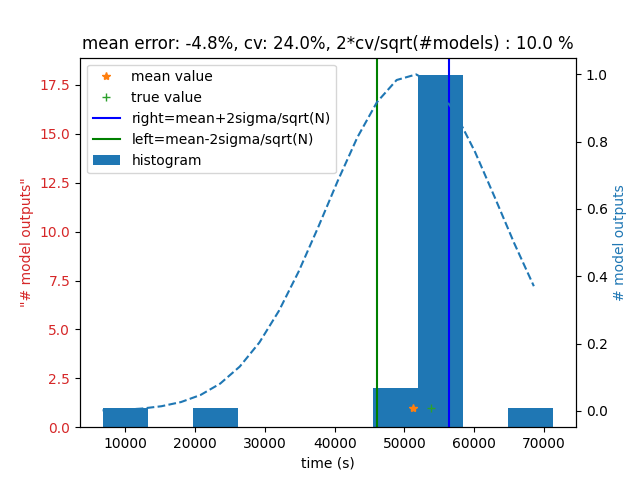 mean error: -4.8%, cv: 24.0%, 2*cv/sqrt(#models) : 10.0 %
mean value
true value
right=mean+2sigma/sqrt(N)
left=mean-2sigma/sqrt(N)
histogram
"# model outputs"
17.5
15.0
12.5
10.0
7.5
5.0
2.5
0.0
1.0
0.8
0.6
0.4
0.2
0.0
# model outputs
10000 20000 30000 40000 50000 60000 70000
time (s)